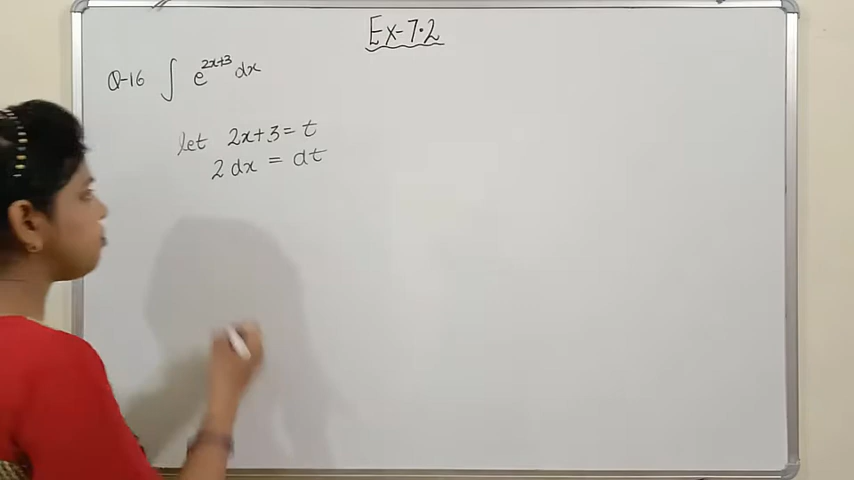 Ex-7.2
Q-16 ∫ e^{2x+3} dx
let 2x+3 = t
2 dx = dt